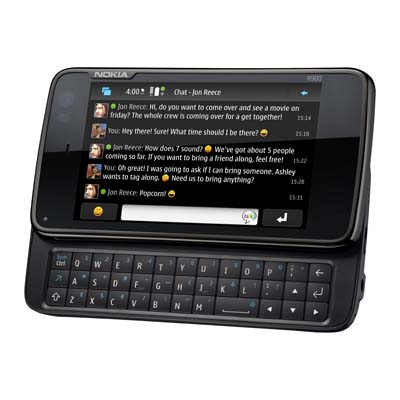 NOKIA
N900
4:00 Chat - Jon Reece
Jon Reece: Hi, do you want to come over and see a movie on
friday? The whole crew is coming over for a get together!
15:14
You: Hey there! Sure! What time should I be there?
15:18
Jon Reece: How does 7 sound? We've got about 5 people
coming so far. If you want to bring a friend along, feel free!
15:22
You: Oh great! I was going to ask if I can bring someone. Ashley
wants to tag along. Need us to bring anything?
15:28
Jon Reece: Popcorn!
15:31
talk
Sym
Ctrl Q W E R T Y U I O P
A S D F G H J K L
Z X C V B N M